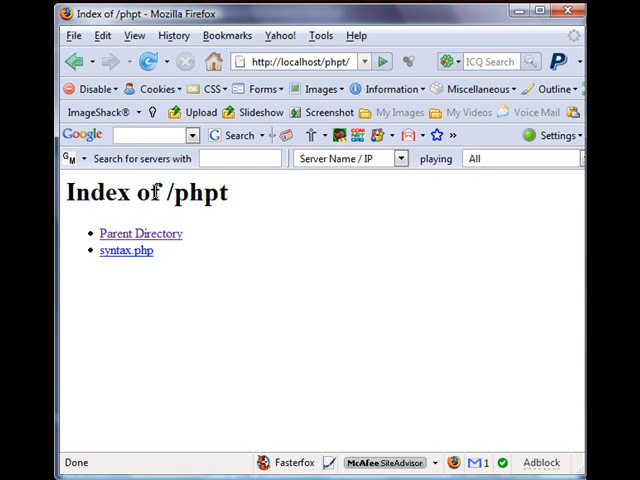 Index of /phpt - Mozilla Firefox
File Edit View History Bookmarks Yahoo! Tools Help
http://localhost/phpt/ ICQ Search
Disable Cookies CSS Forms Images Information Miscellaneous Outline
ImageShack® Upload Slideshow Screenshot My Images My Videos Voice Mail
Google G Search Settings
GM Search for servers with Server Name / IP playing All
Index of /phpt
Parent Directory
syntax.php
Done Fasterfox McAfee SiteAdvisor 1 Adblock